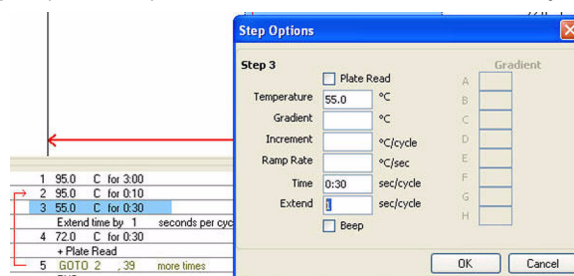 Step Options
Step 3
Gradient
Plate Read
Temperature 55.0 °C
Gradient °C
Increment °C/cycle
Ramp Rate °C/sec
Time 0:30 sec/cycle
Extend sec/cycle
Beep
A
B
C
D
E
F
G
H
OK Cancel
1 95.0 C for 3:00
2 95.0 C for 0:10
3 55.0 C for 0:30
Extend time by 1 seconds per cyc
4 72.0 C for 0:30
+ Plate Read
5 GOTO 2 , 39 more times